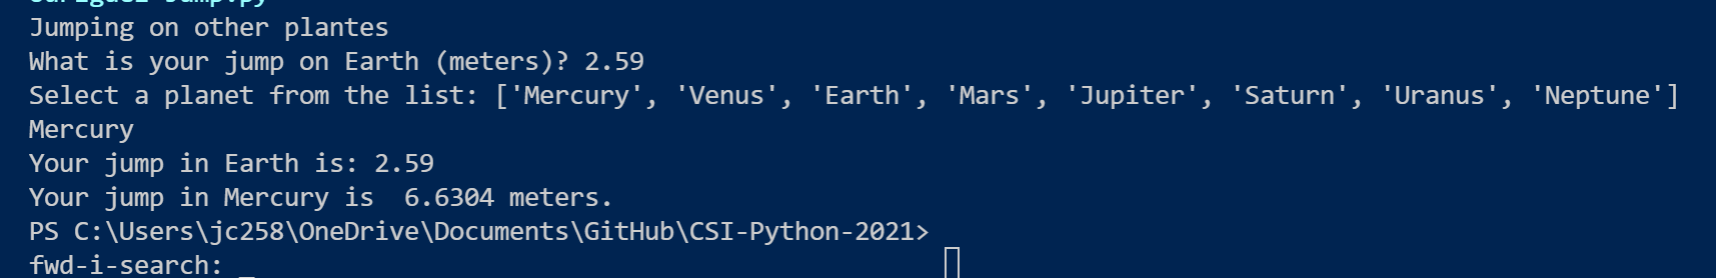 Jumping on other plantes
What is your jump on Earth (meters)? 2.59
Select a planet from the list: ['Mercury', 'Venus', 'Earth', 'Mars', 'Jupiter', 'Saturn', 'Uranus', 'Neptune']
Mercury
Your jump in Earth is: 2.59
Your jump in Mercury is  6.6304 meters.
PS C:\Users\jc258\OneDrive\Documents\GitHub\CSI-Python-2021>
fwd-i-search: _